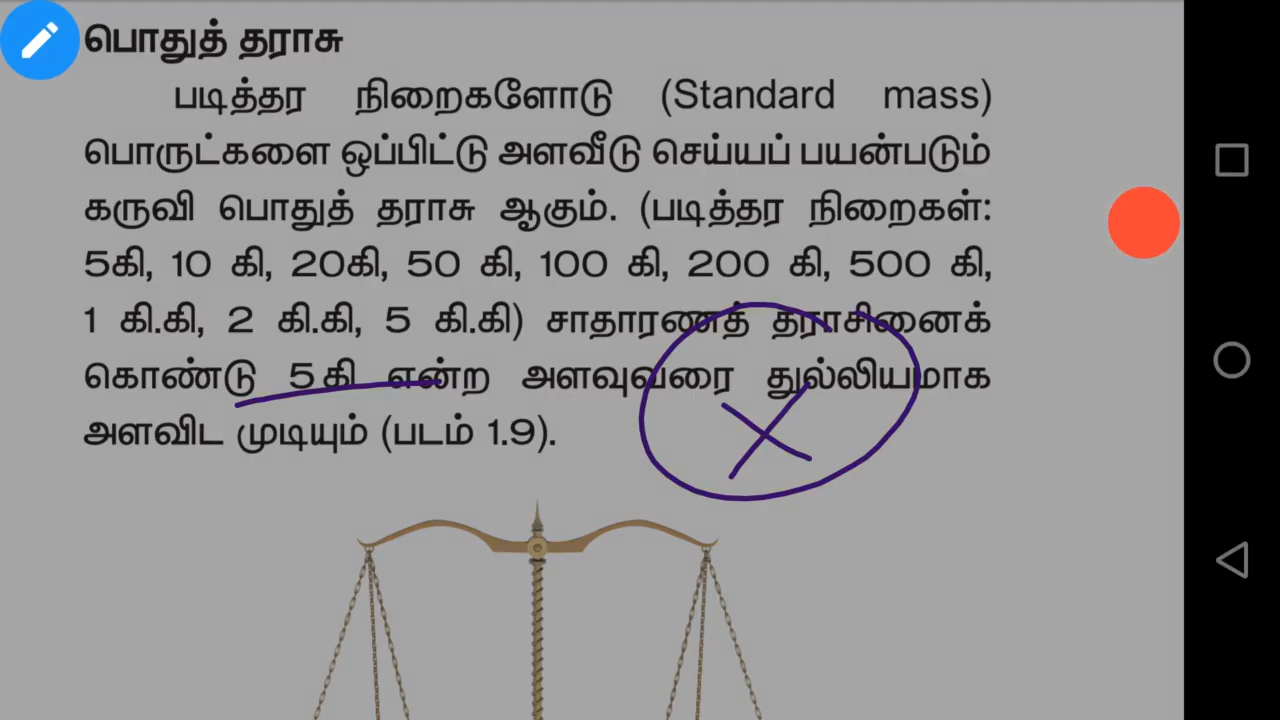 பொதுத் தராசு
படித்தர நிறைகளோடு (Standard mass)
பொருட்களை ஒப்பிட்டு அளவீடு செய்யப் பயன்படும்
கருவி பொதுத் தராசு ஆகும். (படித்தர நிறைகள்:
5கி, 10 கி, 20கி, 50 கி, 100 கி, 200 கி, 500 கி,
1 கி.கி, 2 கி.கி, 5 கி.கி) சாதாரணத் தராசினைக்
கொண்டு 5கி என்ற அளவுவரை துல்லியமாக
அளவிட முடியும் (படம் 1.9).